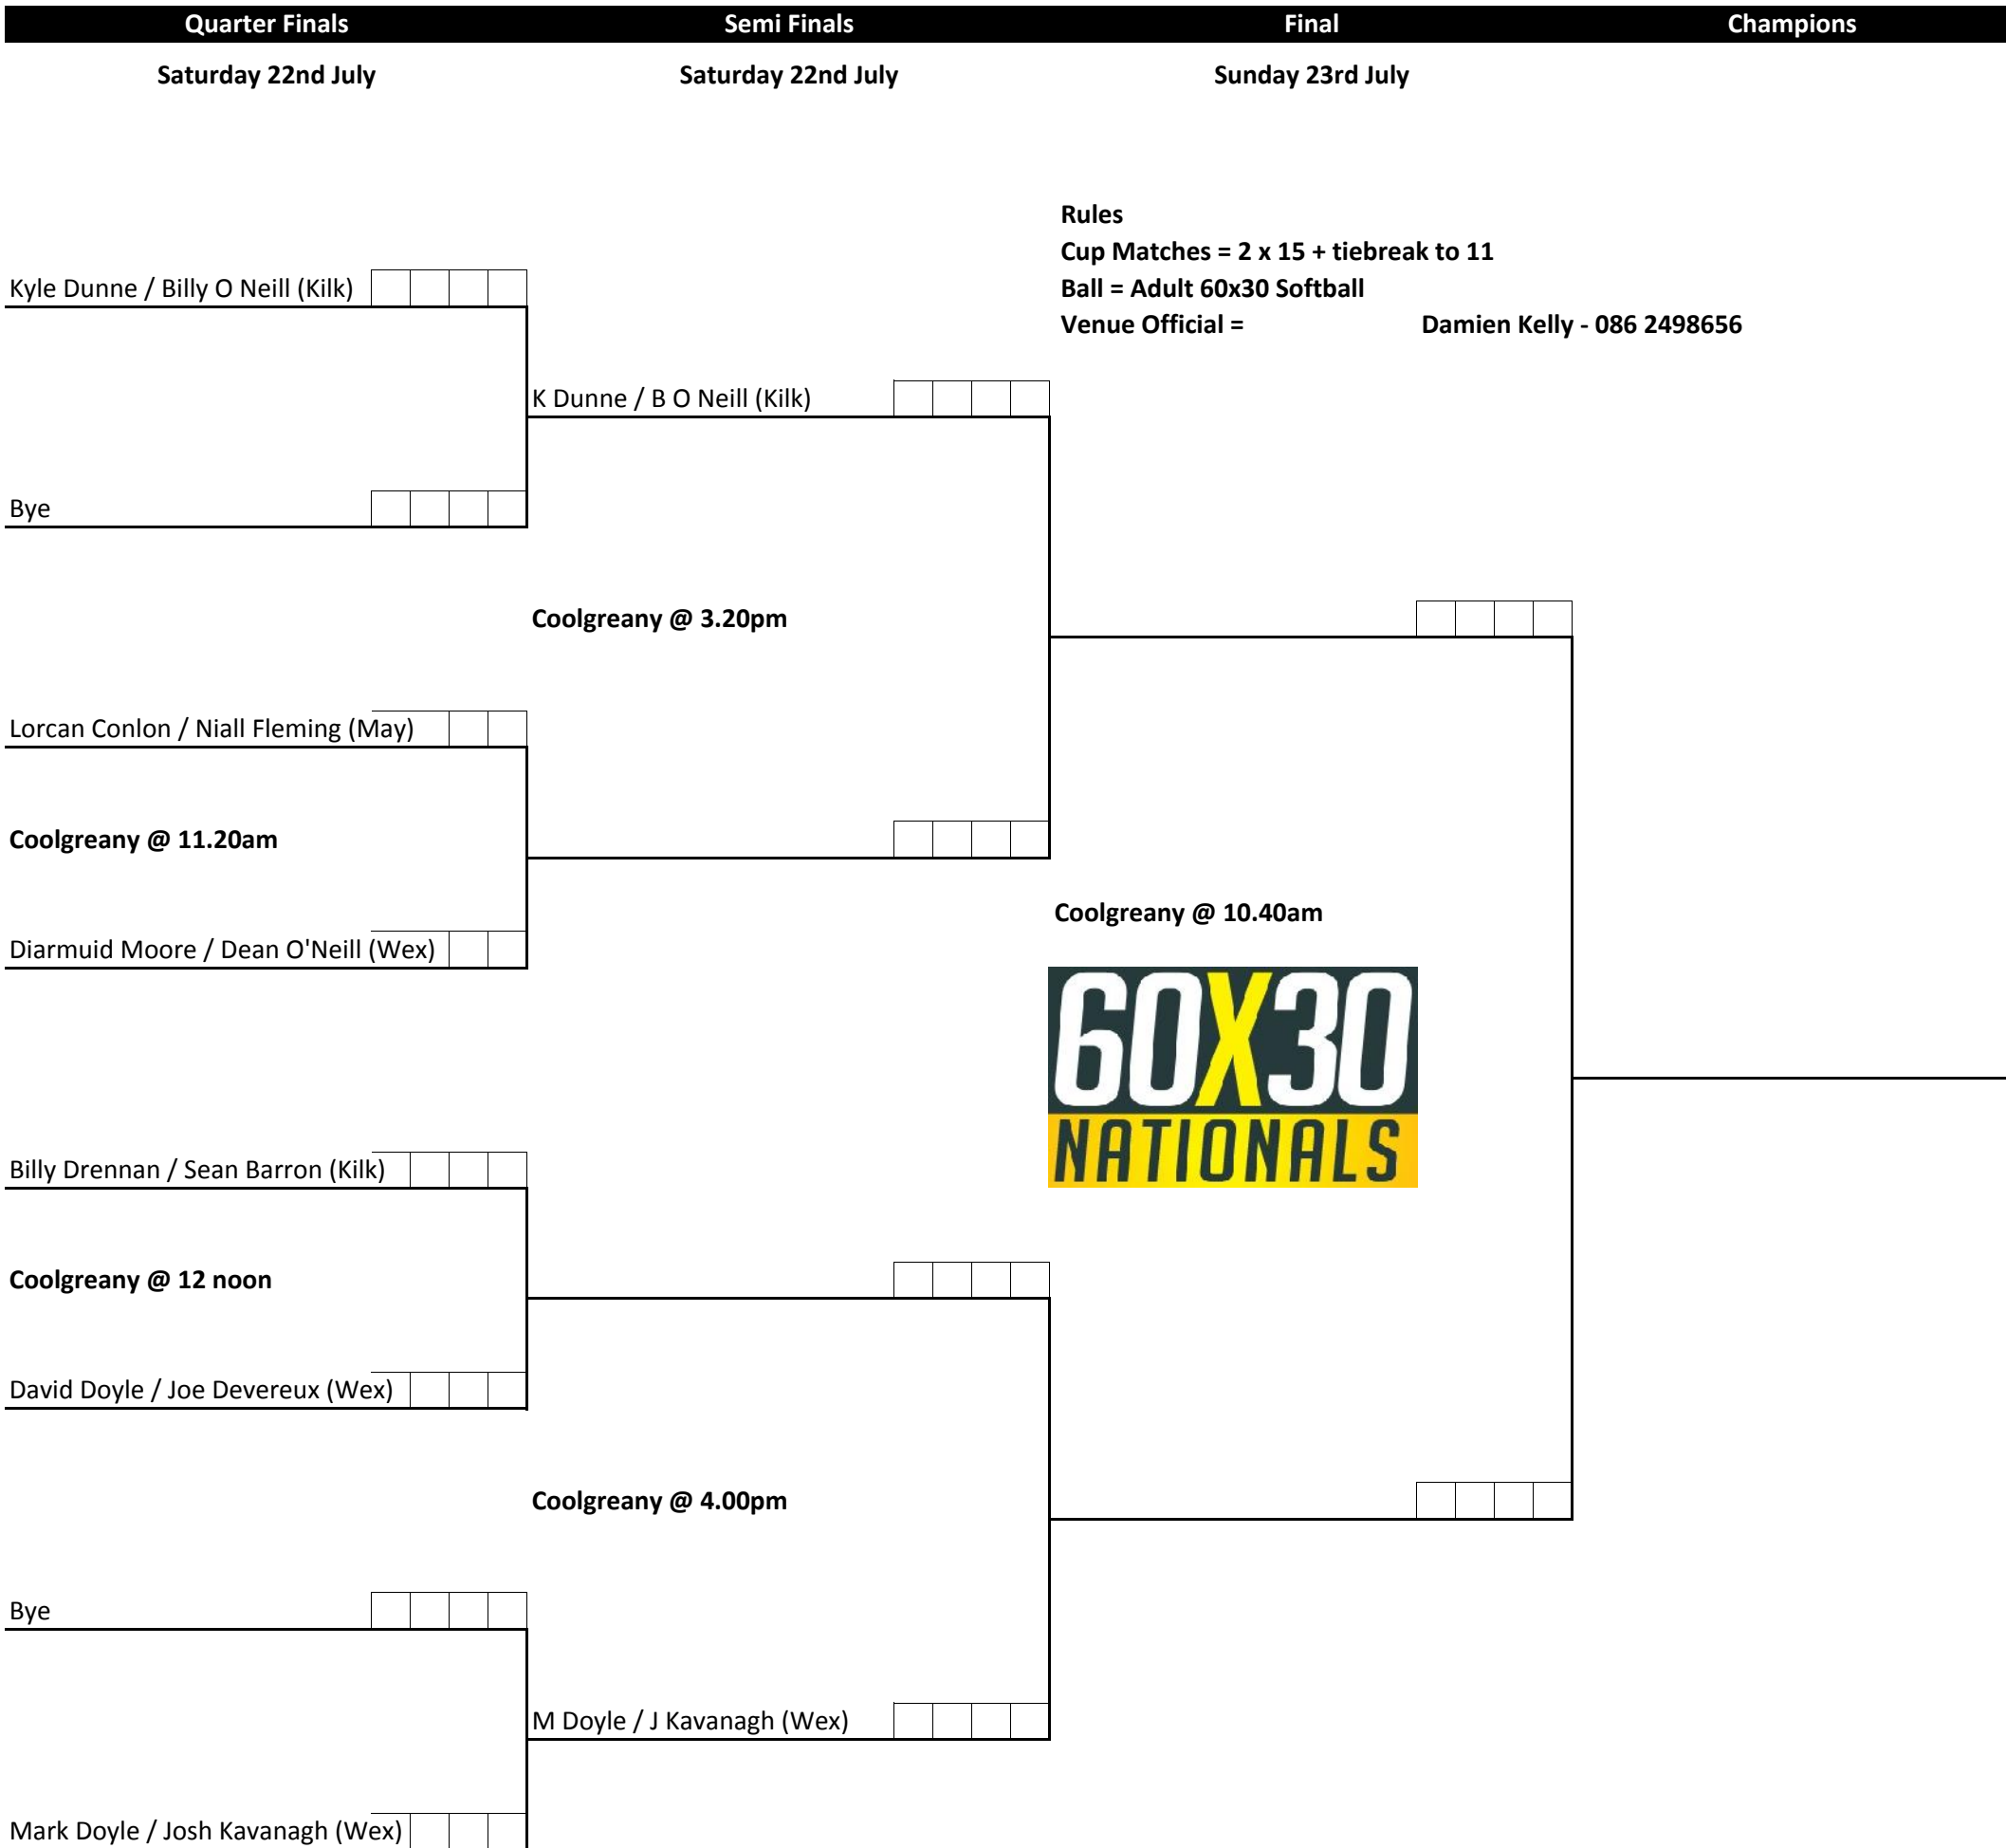 Quarter Finals Semi Finals Final Champions
Saturday 22nd July Saturday 22nd July Sunday 23rd July
Rules
Cup Matches = 2 x 15 + tiebreak to 11
Kyle Dunne / Billy O Neill (Kilk) Ball = Adult 60x30 Softball
Venue Official = Damien Kelly - 086 2498656
K Dunne / B O Neill (Kilk)
Bye
Coolgreany @ 3.20pm
Lorcan Conlon / Niall Fleming (May)
Coolgreany @ 11.20am
Coolgreany @ 10.40am
Diarmuid Moore / Dean O'Neill (Wex)
60X30
NATIONALS
Billy Drennan / Sean Barron (Kilk)
Coolgreany @ 12 noon
David Doyle / Joe Devereux (Wex)
Coolgreany @ 4.00pm
Bye
M Doyle / J Kavanagh (Wex)
Mark Doyle / Josh Kavanagh (Wex)